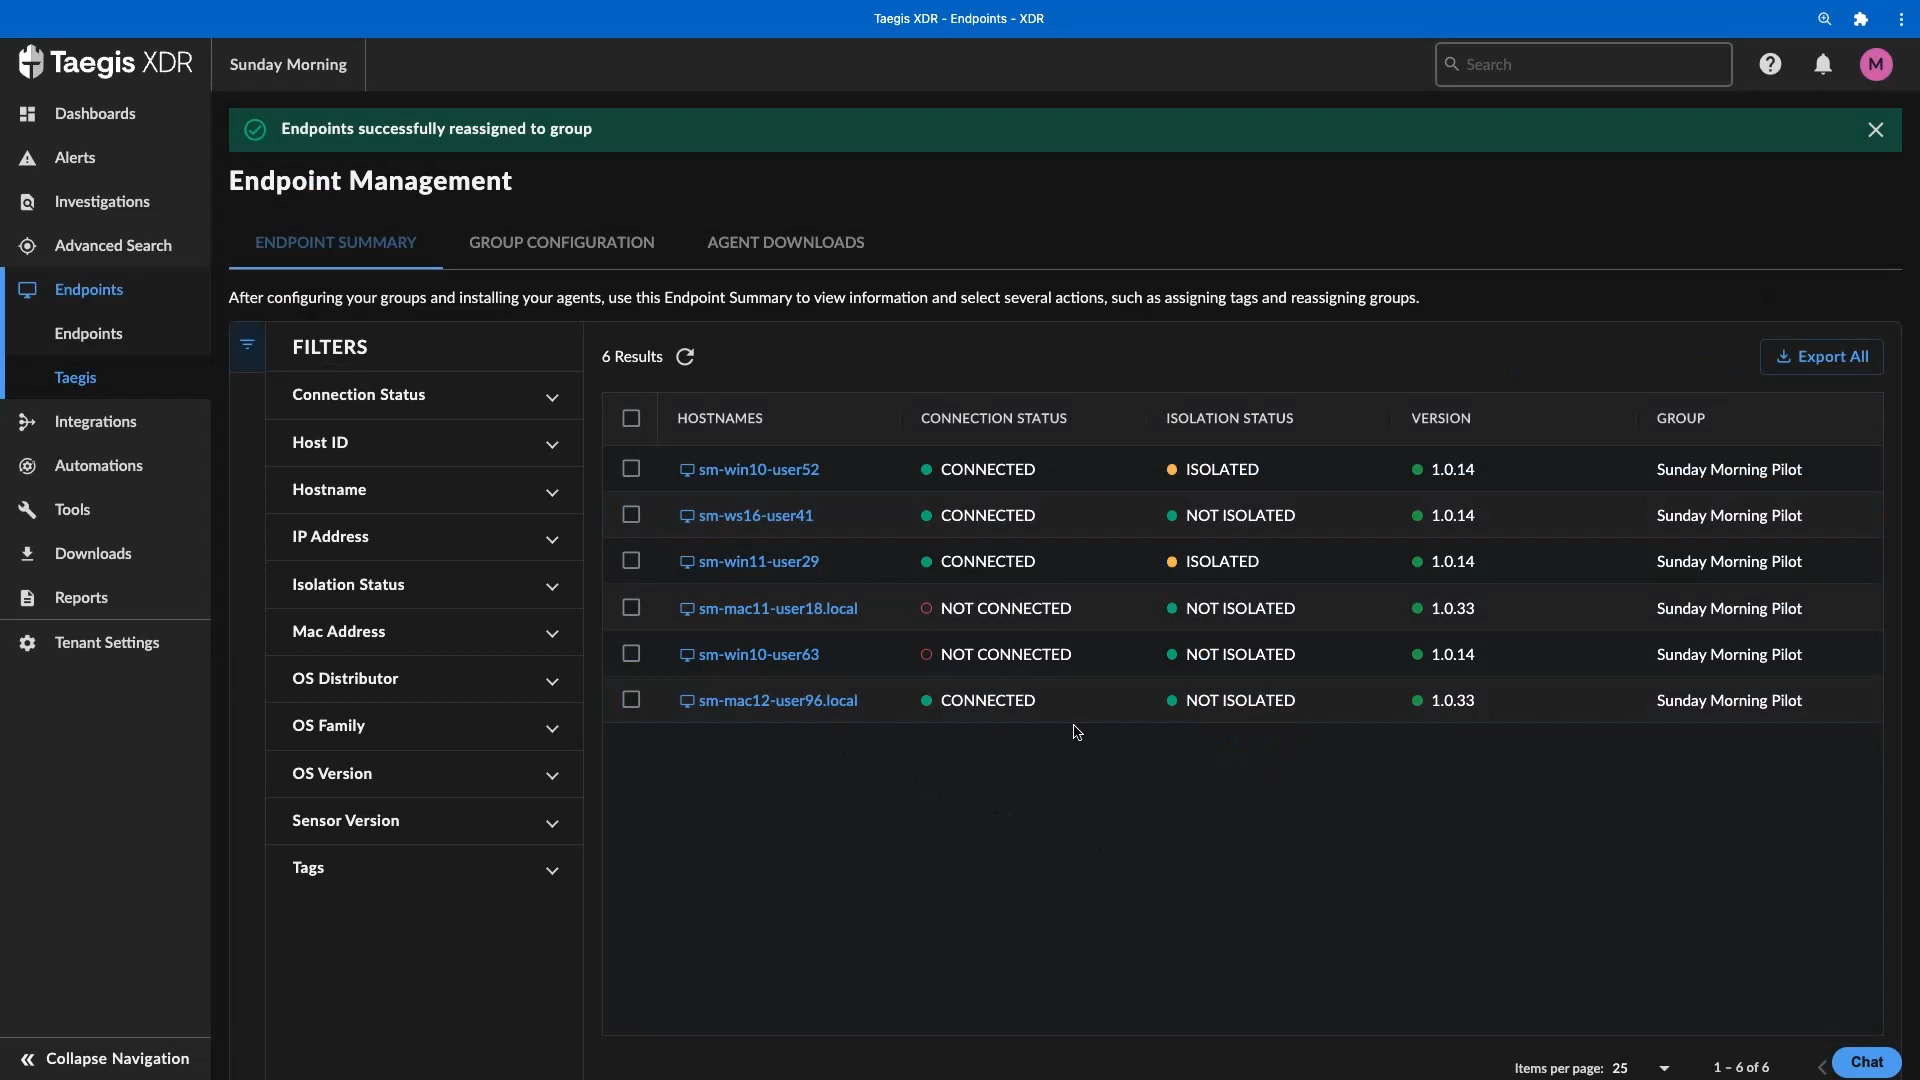 Taegis XDR - Endpoints - XDR
Taegis XDR
Sunday Morning
Search
M
Dashboards
Alerts
Investigations
Advanced Search
Endpoints
Endpoints
Taegis
Integrations
Automations
Tools
Downloads
Reports
Tenant Settings
Collapse Navigation
Endpoints successfully reassigned to group
Endpoint Management
ENDPOINT SUMMARY GROUP CONFIGURATION AGENT DOWNLOADS
After configuring your groups and installing your agents, use this Endpoint Summary to view information and select several actions, such as assigning tags and reassigning groups.
FILTERS
Connection Status
Host ID
Hostname
IP Address
Isolation Status
Mac Address
OS Distributor
OS Family
OS Version
Sensor Version
Tags
6 Results
Export All
HOSTNAMES CONNECTION STATUS ISOLATION STATUS VERSION GROUP
sm-win10-user52 CONNECTED ISOLATED 1.0.14 Sunday Morning Pilot
sm-ws16-user41 CONNECTED NOT ISOLATED 1.0.14 Sunday Morning Pilot
sm-win11-user29 CONNECTED ISOLATED 1.0.14 Sunday Morning Pilot
sm-mac11-user18.local NOT CONNECTED NOT ISOLATED 1.0.33 Sunday Morning Pilot
sm-win10-user63 NOT CONNECTED NOT ISOLATED 1.0.14 Sunday Morning Pilot
sm-mac12-user96.local CONNECTED NOT ISOLATED 1.0.33 Sunday Morning Pilot
Items per page: 25 1 – 6 of 6
Chat